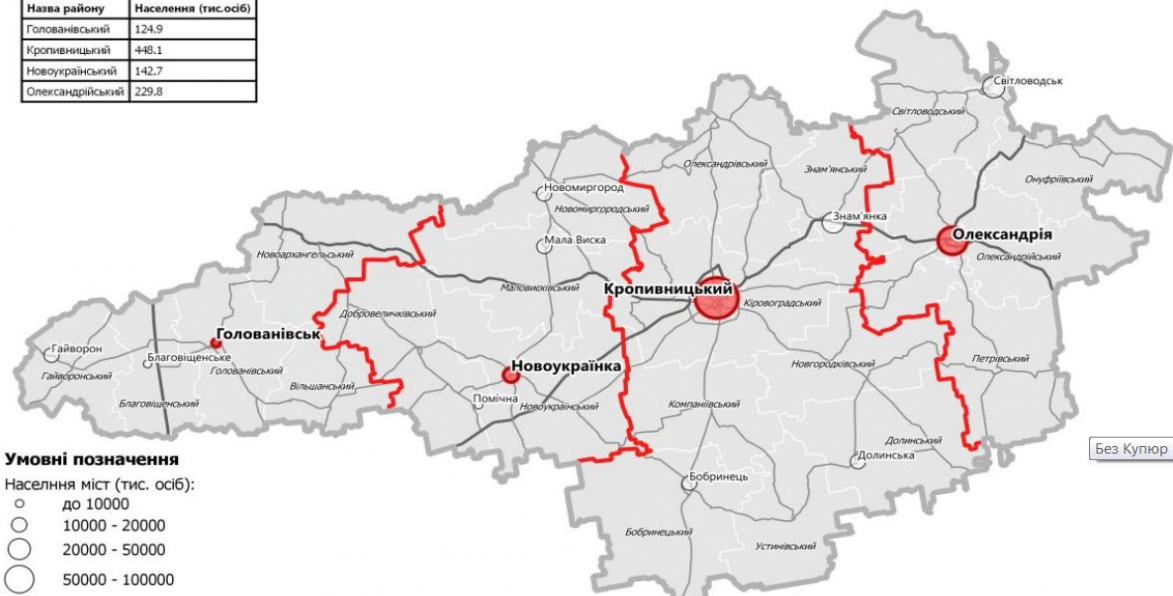 Назва району Населення (тис.осіб)
Голованівський 124.9
Кропивницький 448.1
Новоукраїнський 142.7
Олександрійський 229.8
Світловодськ
Світловодський
Олександрівський
Знам'янський
Онуфріївський
Новомиргород
Новомиргородський
Знам'янка
Олександрія
Мала Виска
Новоархангельський
Олександрійський
Маловисківський
Кропивницький
Кіровоградський
Добровеличківський
Голованівськ
Гайворон
Благовіщенське
Голованівський
Гайворонський
Новоукраїнка
Новгородківський
Петрівський
Вільшанський
Благовіщенський
Помічна
Новоукраїнський
Компаніївський
Долинський
Долинська
Без Купюр
Бобринець
Бобринецький
Устинівський
Умовні позначення
Населння міст (тис. осіб):
до 10000
10000 - 20000
20000 - 50000
50000 - 100000